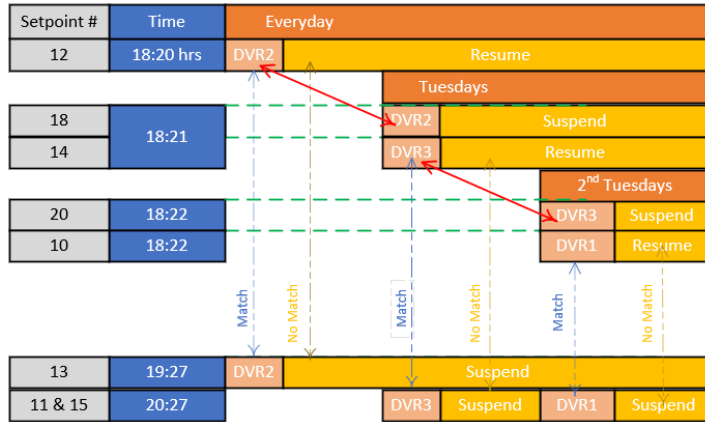 Setpoint # Time Everyday
12 18:20 hrs DVR2 Resume
Tuesdays
18 18:21 DVR2 Suspend
14 DVR3 Resume
2nd Tuesdays
20 18:22 DVR3 Suspend
10 18:22 DVR1 Resume
Match No Match Match No Match Match No Match
13 19:27 DVR2 Suspend
11 & 15 20:27 DVR3 Suspend DVR1 Suspend